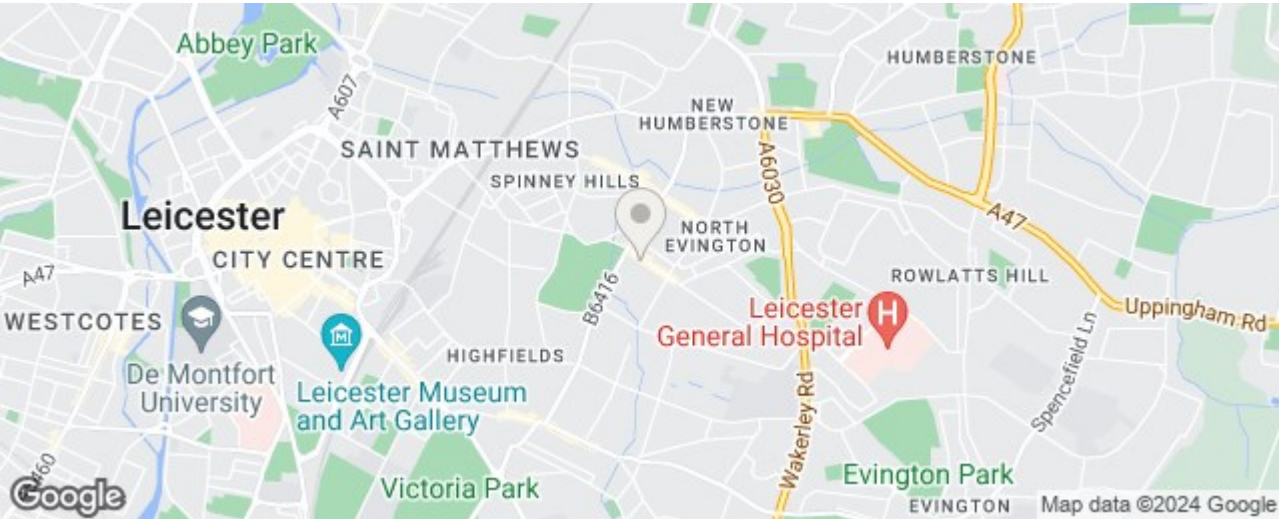 Abbey Park
HUMBERSTONE
A607
NEW
HUMBERSTONE
SAINT MATTHEWS
A6030
SPINNEY HILLS
Leicester
A47
NORTH
EVINGTON
CITY CENTRE
A47
ROWLATTS HILL
B6416
Leicester
General Hospital
H
Uppingham Rd
WESTCOTES
M
HIGHFIELDS
De Montfort
University
Leicester Museum
and Art Gallery
Spencefield Ln
Wakerley Rd
Victoria Park
Evington Park
Google
EVINGTON
Map data ©2024 Google